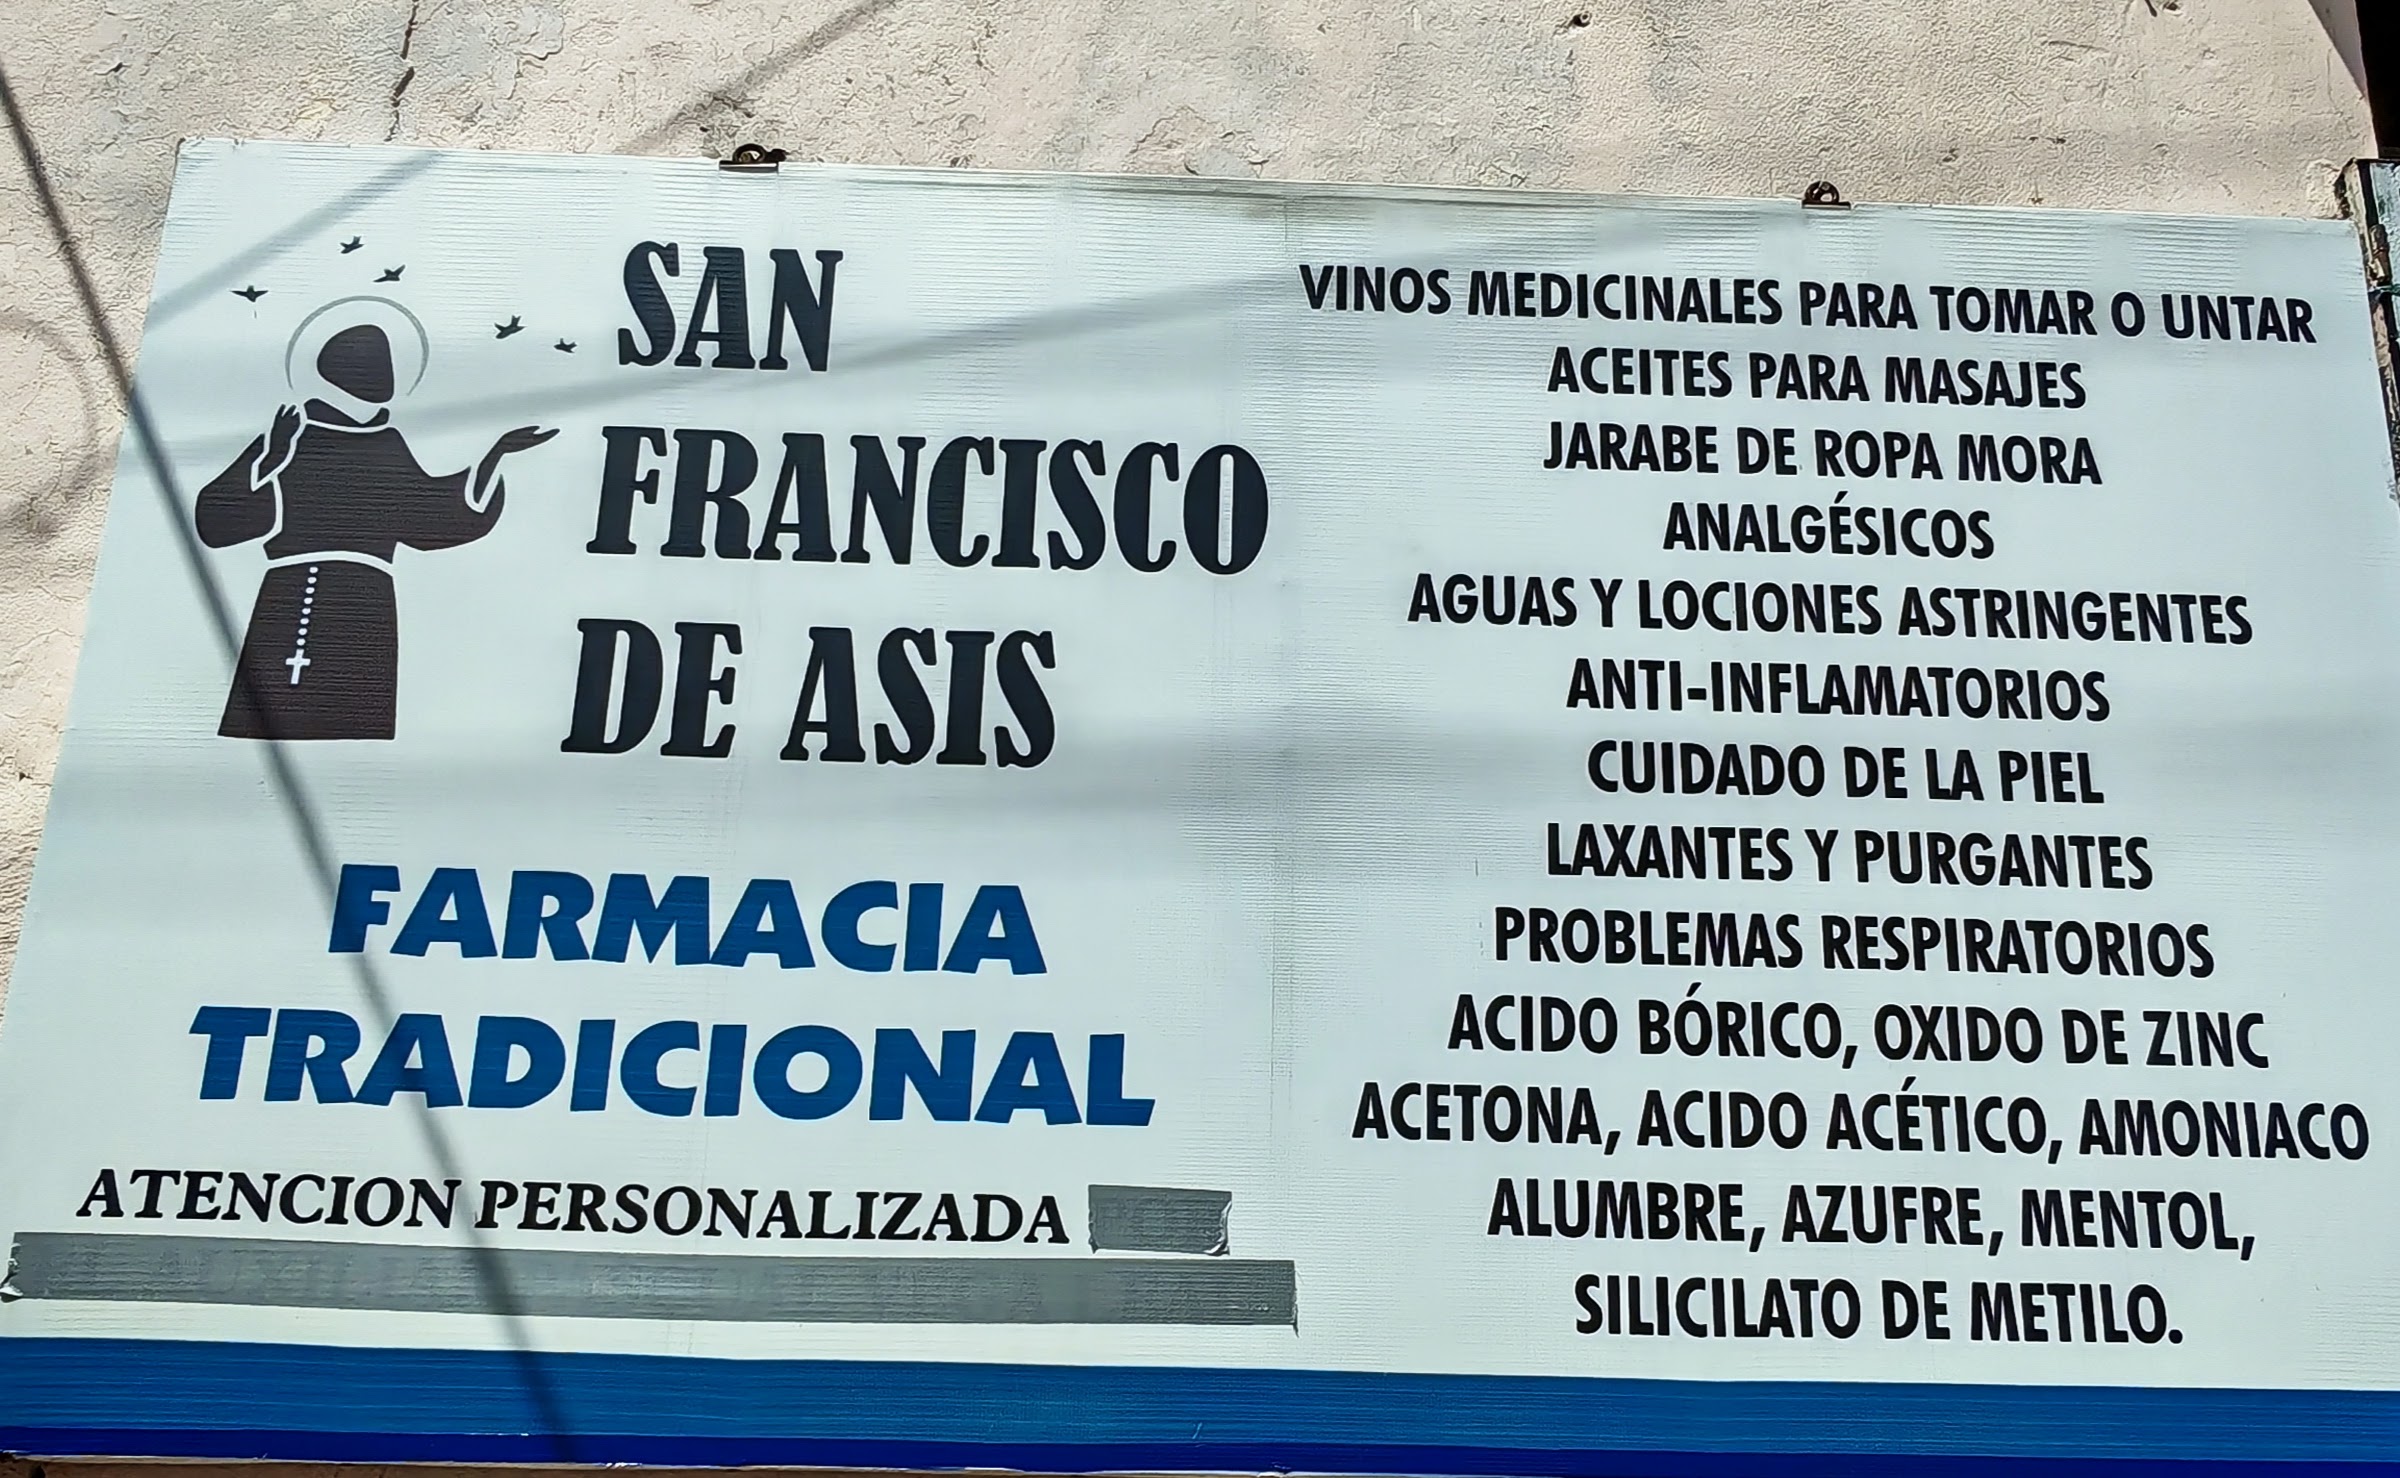 SAN
FRANCISCO
DE ASIS
FARMACIA
TRADICIONAL
ATENCION PERSONALIZADA
VINOS MEDICINALES PARA TOMAR O UNTAR
ACEITES PARA MASAJES
JARABE DE ROPA MORA
ANALGÉSICOS
AGUAS Y LOCIONES ASTRINGENTES
ANTI-INFLAMATORIOS
CUIDADO DE LA PIEL
LAXANTES Y PURGANTES
PROBLEMAS RESPIRATORIOS
ACIDO BÓRICO, OXIDO DE ZINC
ACETONA, ACIDO ACÉTICO, AMONIACO
ALUMBRE, AZUFRE, MENTOL,
SILICILATO DE METILO.